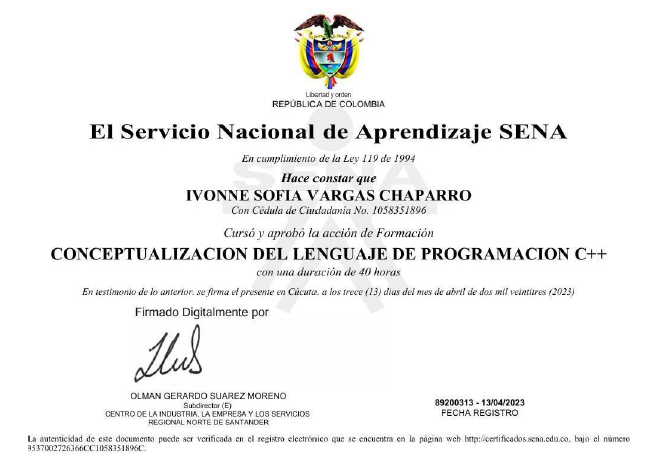 Libertad y orden
REPÚBLICA DE COLOMBIA
El Servicio Nacional de Aprendizaje SENA
En cumplimiento de la Ley 119 de 1994
Hace constar que
IVONNE SOFIA VARGAS CHAPARRO
Con Cédula de Ciudadanía No. 1058351896
Cursó y aprobó la acción de Formación
CONCEPTUALIZACION DEL LENGUAJE DE PROGRAMACION C++
con una duración de 40 horas
En testimonio de lo anterior, se firma el presente en Cúcuta, a los trece (13) días del mes de abril de dos mil veintitres (2023)
Firmado Digitalmente por
OLMAN GERARDO SUAREZ MORENO
Subdirector (E)
CENTRO DE LA INDUSTRIA, LA EMPRESA Y LOS SERVICIOS
REGIONAL NORTE DE SANTANDER
89200313 - 13/04/2023
FECHA REGISTRO
La autenticidad de este documento puede ser verificada en el registro electrónico que se encuentra en la página web http://certificados.sena.edu.co, bajo el número
9537002726366CC1058351896C.